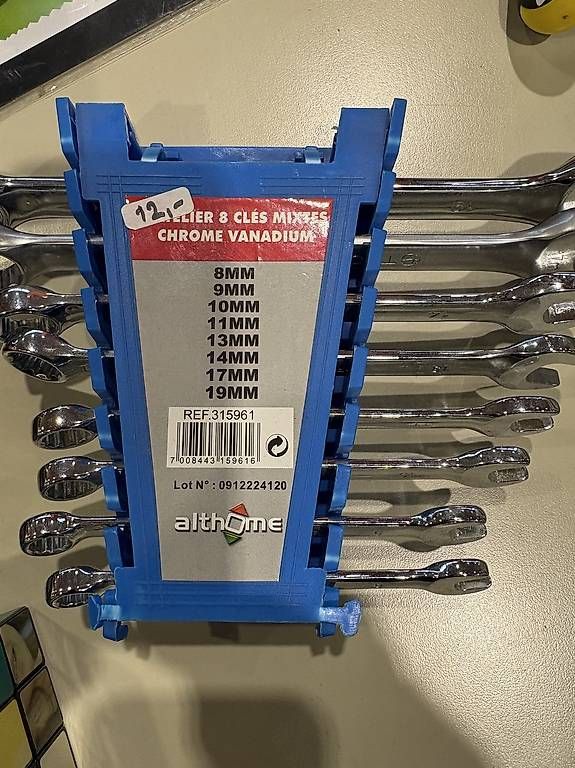 12,-
LIER 8 CLÉS MIXTES
CHROME VANADIUM
8MM
9MM
10MM
11MM
13MM
14MM
17MM
19MM
REF.315961
7 008443 159616
Lot N° : 0912224120
althome